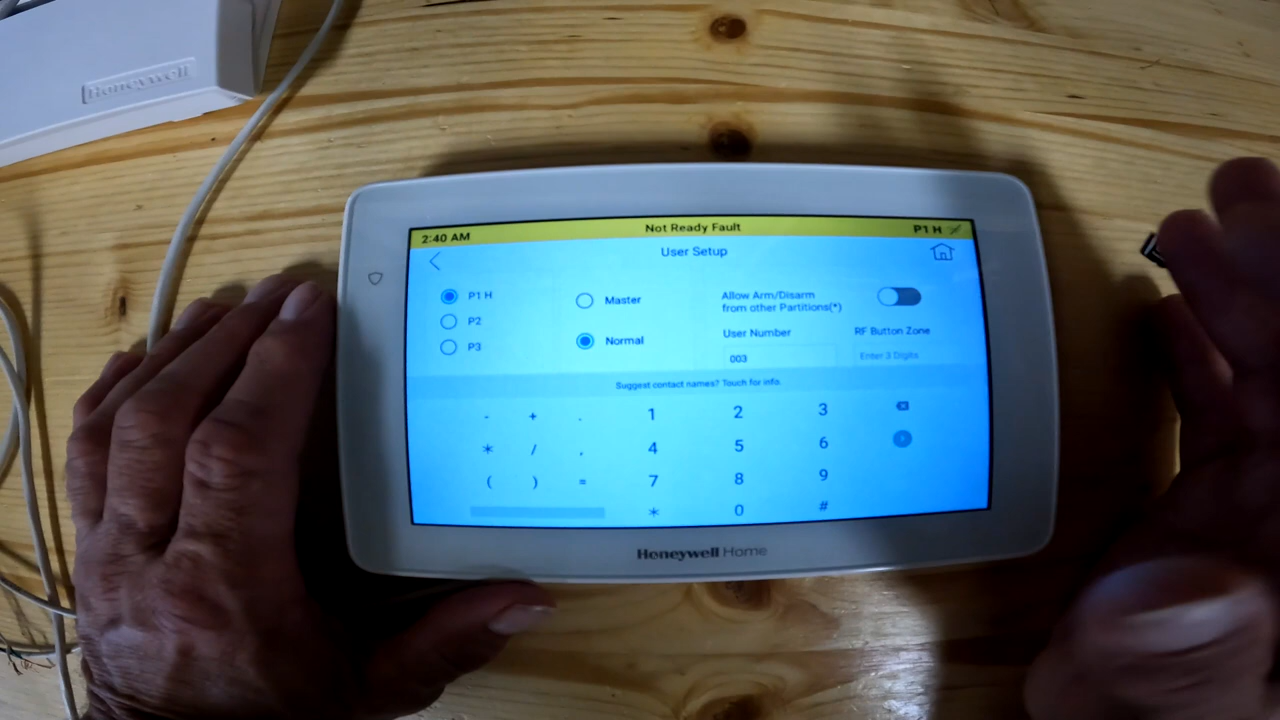 Honeywell
2:40 AM
Not Ready Fault
P1 H
User Setup
P1 H
P2
P3
Master
Normal
Allow Arm/Disarm
from other Partitions(*)
User Number
003
RF Button Zone
Enter 3 Digits
Suggest contact names? Touch for info.
- + . 1 2 3
* / , 4 5 6
( ) = 7 8 9
* 0 #
Honeywell Home